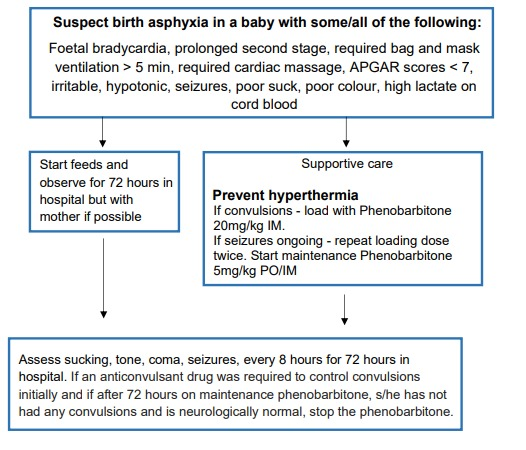 Suspect birth asphyxia in a baby with some/all of the following:
Foetal bradycardia, prolonged second stage, required bag and mask
ventilation > 5 min, required cardiac massage, APGAR scores < 7,
irritable, hypotonic, seizures, poor suck, poor colour, high lactate on
cord blood
Start feeds and
observe for 72 hours in
hospital but with
mother if possible
Supportive care
Prevent hyperthermia
If convulsions - load with Phenobarbitone
20mg/kg IM.
If seizures ongoing - repeat loading dose
twice. Start maintenance Phenobarbitone
5mg/kg PO/IM
Assess sucking, tone, coma, seizures, every 8 hours for 72 hours in
hospital. If an anticonvulsant drug was required to control convulsions
initially and if after 72 hours on maintenance phenobarbitone, s/he has not
had any convulsions and is neurologically normal, stop the phenobarbitone.